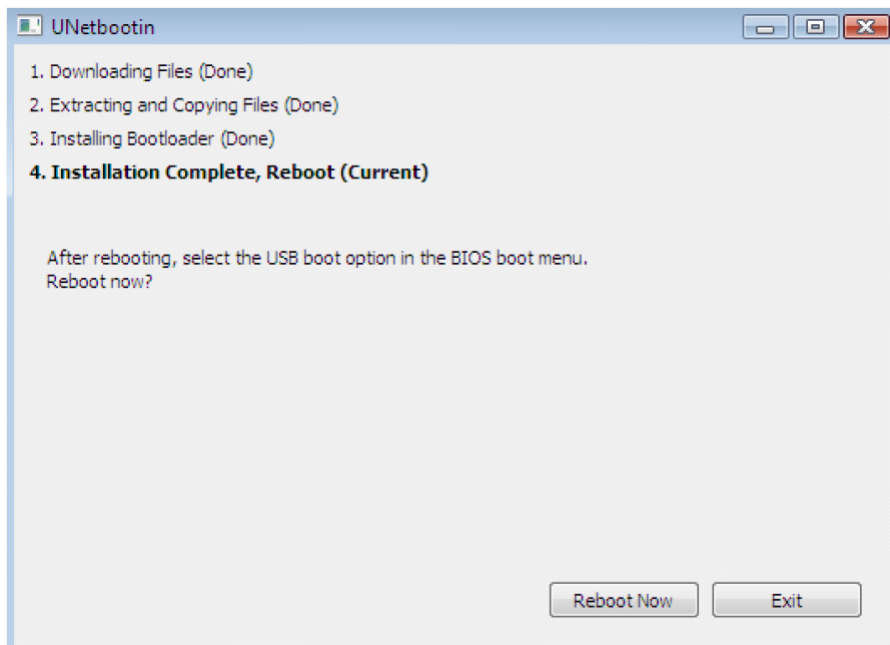 UNetbootin
1. Downloading Files (Done)
2. Extracting and Copying Files (Done)
3. Installing Bootloader (Done)
4. Installation Complete, Reboot (Current)
After rebooting, select the USB boot option in the BIOS boot menu.
Reboot now?
Reboot Now
Exit